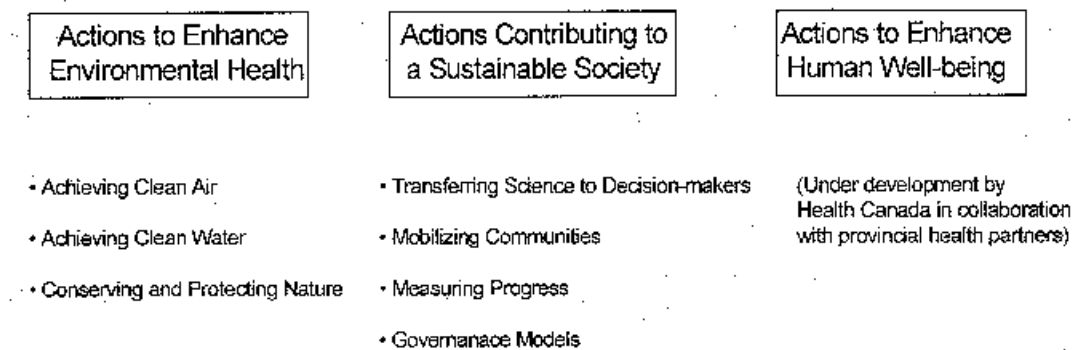 Actions to Enhance
Environmental Health
Actions Contributing to
a Sustainable Society
Actions to Enhance
Human Well-being
• Achieving Clean Air
• Achieving Clean Water
• Conserving and Protecting Nature
• Transferring Science to Decision-makers
• Mobilizing Communities
• Measuring Progress
• Governanace Models
(Under development by
Health Canada in collaboration
with provincial health partners)